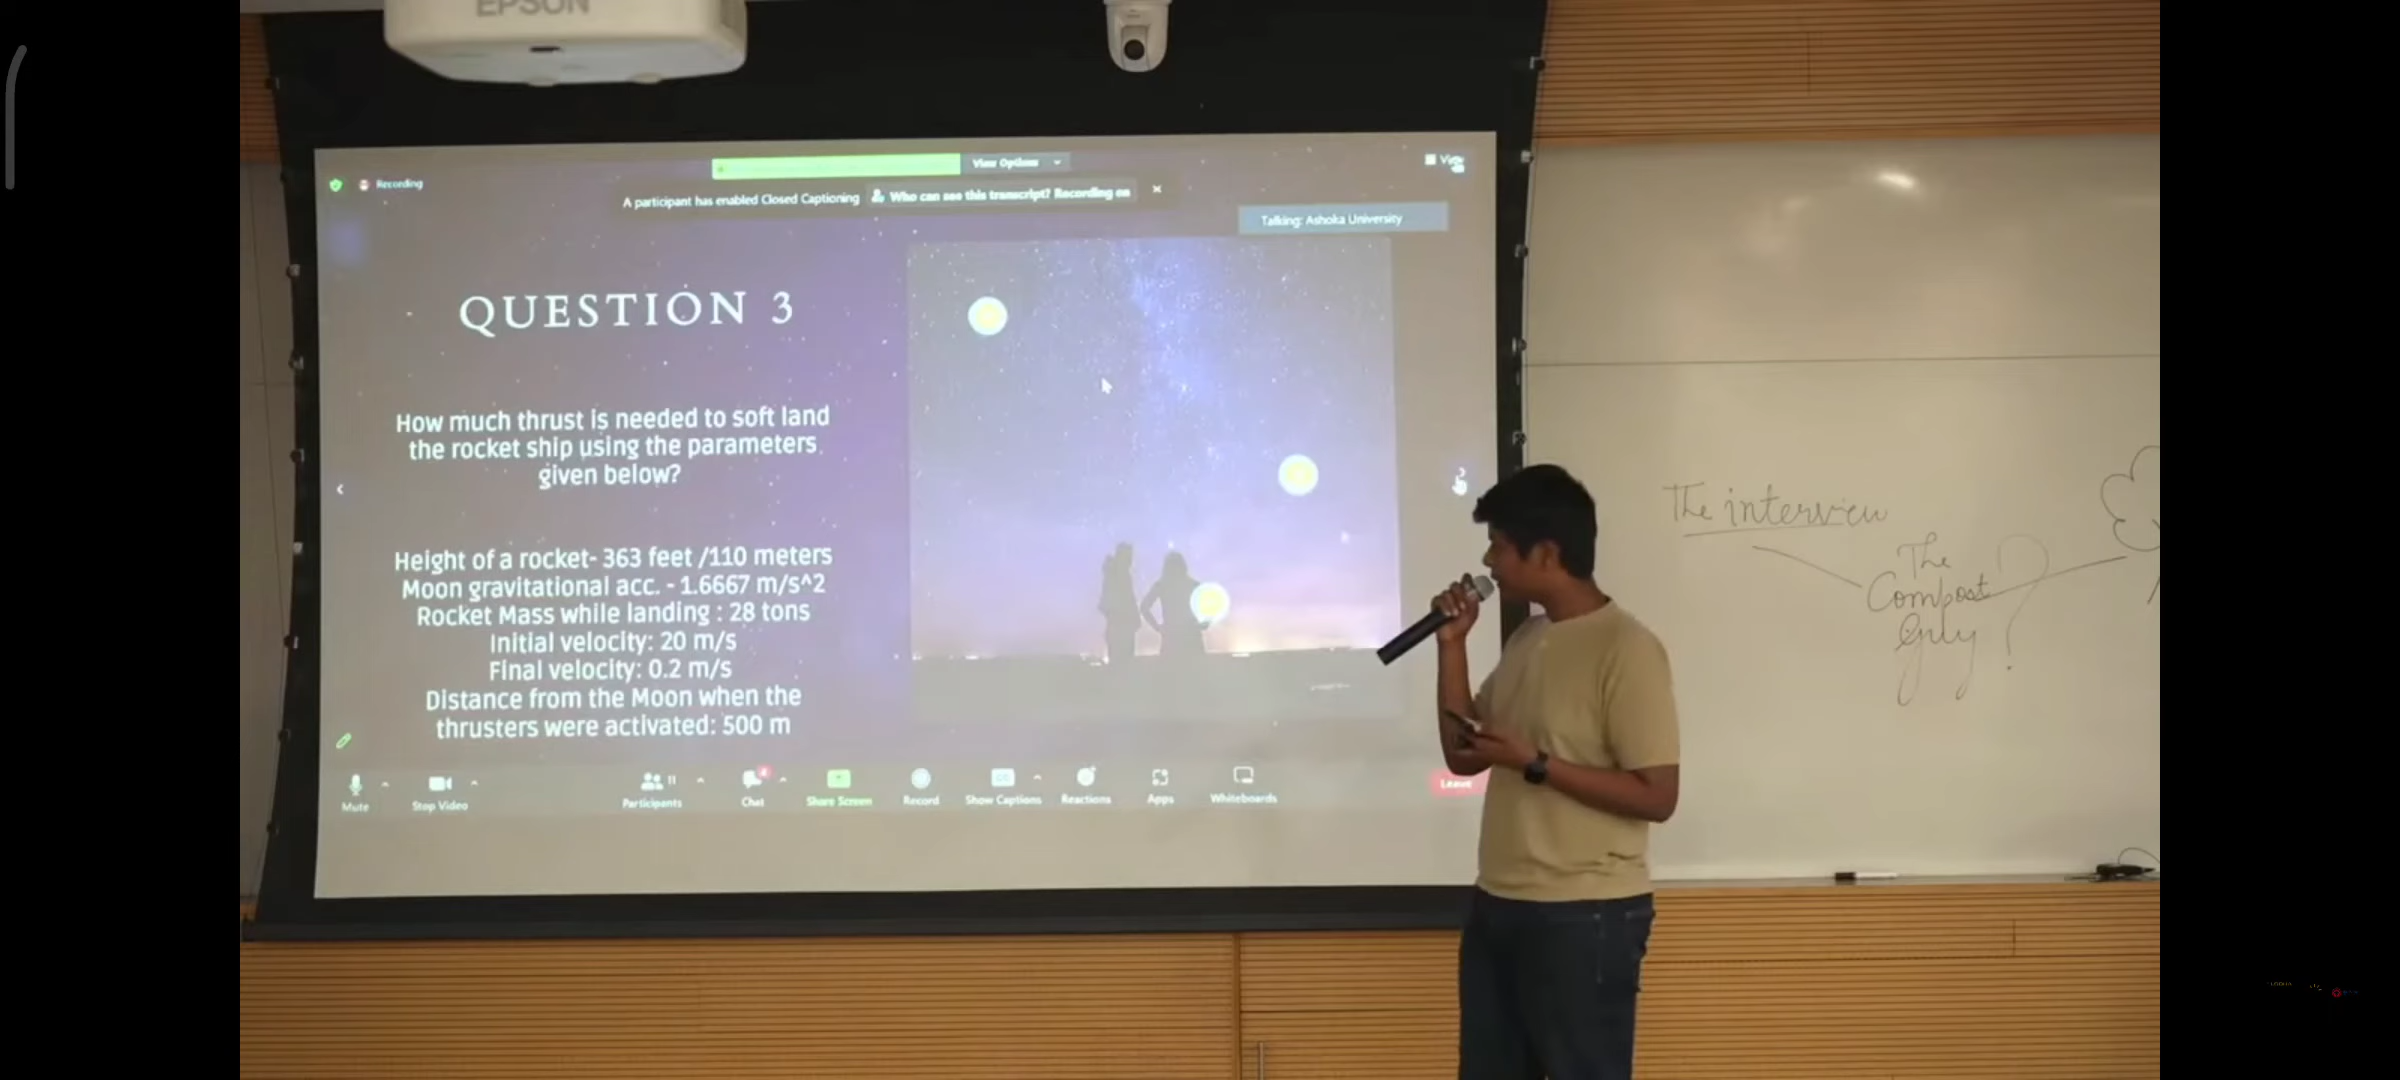 EPSON
Recording
View Options
View
A participant has enabled Closed Captioning Who can see this transcript? Recording on
Talking: Ashoka University
QUESTION 3
How much thrust is needed to soft land
the rocket ship using the parameters
given below?
Height of a rocket- 363 feet /110 meters
Moon gravitational acc. - 1.6667 m/s^2
Rocket Mass while landing : 28 tons
Initial velocity: 20 m/s
Final velocity: 0.2 m/s
Distance from the Moon when the
thrusters were activated: 500 m
Mute
Stop Video
11
Participants
Chat
Share Screen
Record
CC
Show Captions
Reactions
Apps
Whiteboards
Leave
The interview
The
Compost
Guy ?